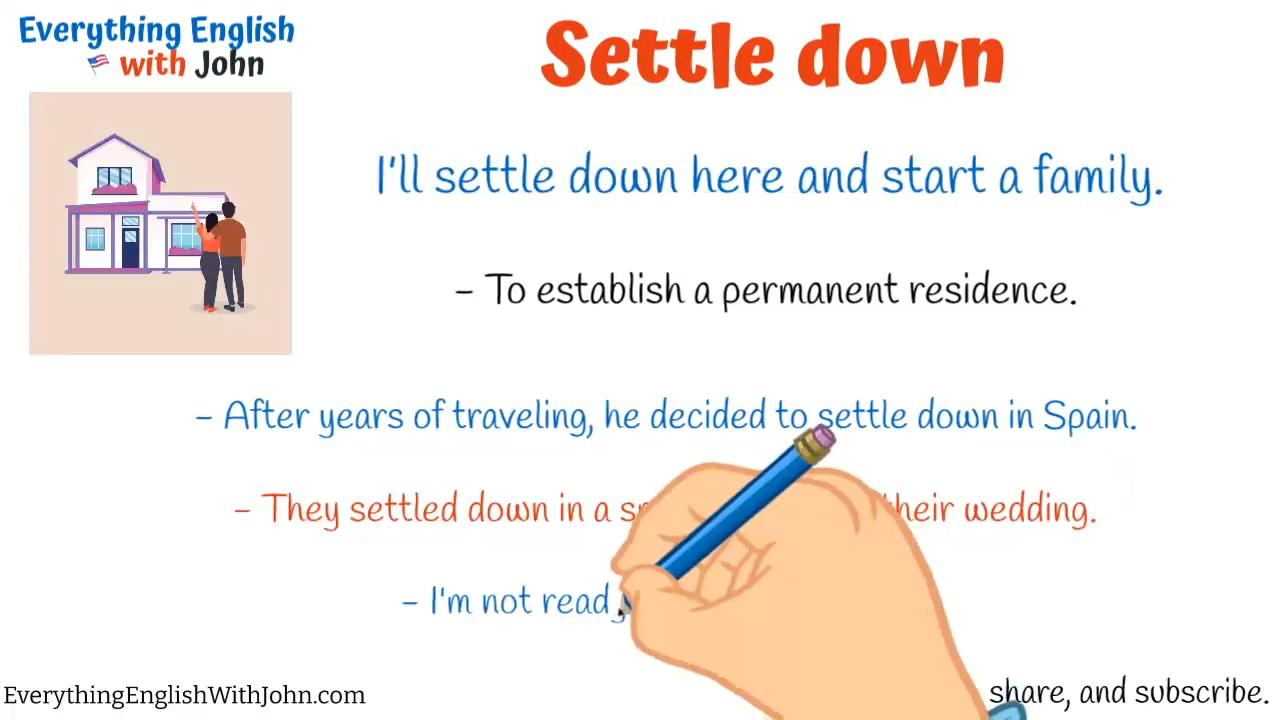 Everything English
with John
Settle down
I'll settle down here and start a family.
- To establish a permanent residence.
- After years of traveling, he decided to settle down in Spain.
- They settled down in a their wedding.
- I'm not read
EverythingEnglishWithJohn.com
share, and subscribe.